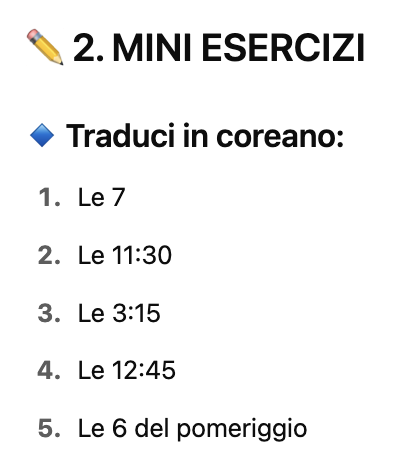 ✏️ 2. MINI ESERCIZI
🔹 Traduci in coreano:
1. Le 7
2. Le 11:30
3. Le 3:15
4. Le 12:45
5. Le 6 del pomeriggio